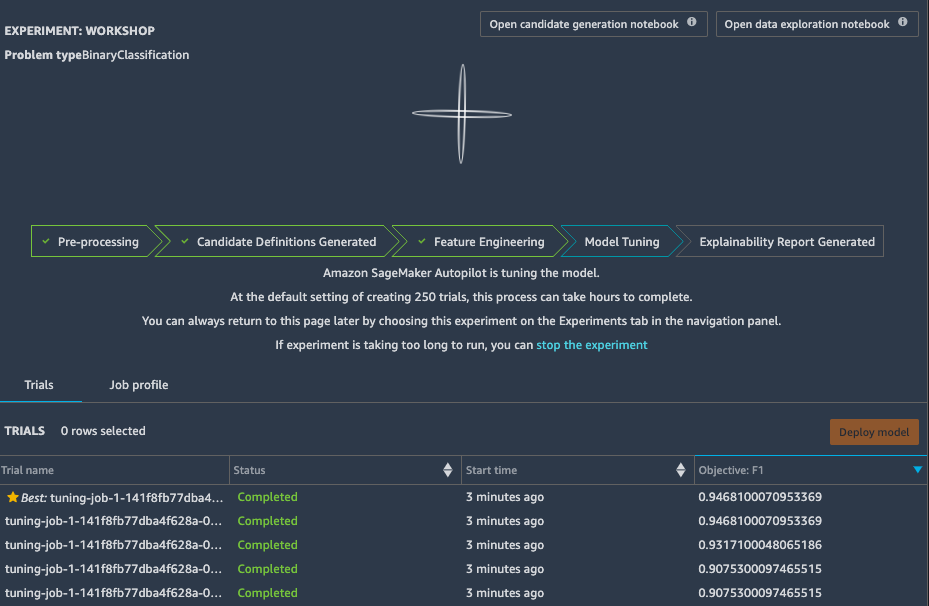 Open candidate generation notebook
Open data exploration notebook
EXPERIMENT: WORKSHOP
Problem typeBinaryClassification
Pre-processing
Candidate Definitions Generated
Feature Engineering
Model Tuning
Explainability Report Generated
Amazon SageMaker Autopilot is tuning the model.
At the default setting of creating 250 trials, this process can take hours to complete.
You can always return to this page later by choosing this experiment on the Experiments tab in the navigation panel.
If experiment is taking too long to run, you can stop the experiment
Trials Job profile
TRIALS 0 rows selected
Deploy model
Trial name Status Start time Objective: F1
Best: tuning-job-1-141f8fb77dba4... Completed 3 minutes ago 0.9468100070953369
tuning-job-1-141f8fb77dba4f628a-0... Completed 3 minutes ago 0.9468100070953369
tuning-job-1-141f8fb77dba4f628a-0... Completed 3 minutes ago 0.9317100048065186
tuning-job-1-141f8fb77dba4f628a-0... Completed 3 minutes ago 0.9075300097465515
tuning-job-1-141f8fb77dba4f628a-0... Completed 3 minutes ago 0.9075300097465515